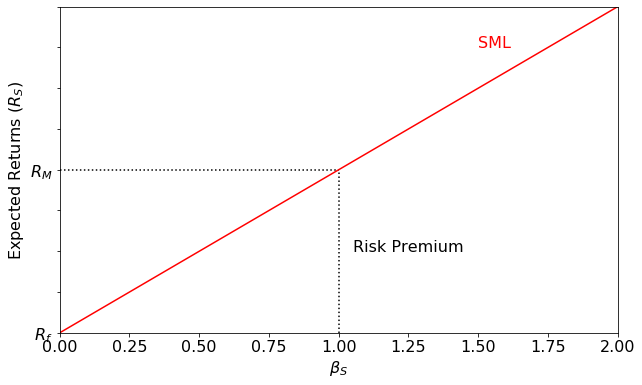 SML
Expected Returns (R_S)
R_M
Risk Premium
R_f
0.00 0.25 0.50 0.75 1.00 1.25 1.50 1.75 2.00
β_S